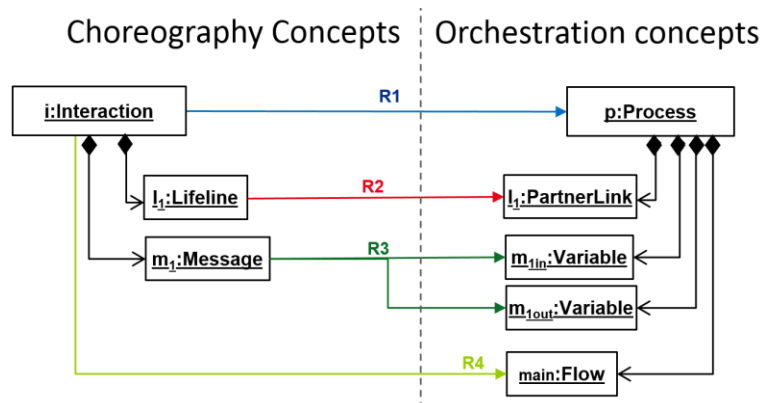 Choreography Concepts
Orchestration concepts
R1
i:Interaction
p:Process
R2
l₁:Lifeline
l₁:PartnerLink
R3
m₁:Message
m₁ᵢₙ:Variable
m₁ₒᵤₜ:Variable
R4
main:Flow